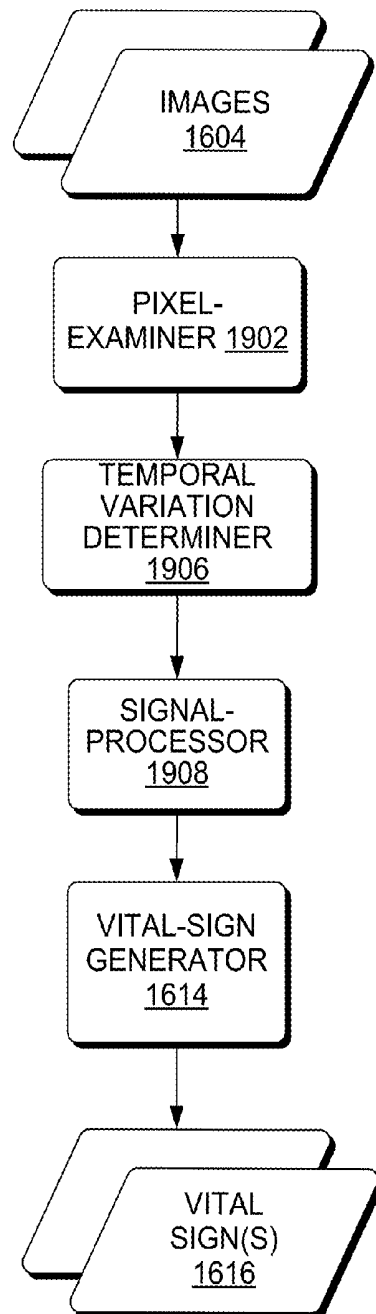 IMAGES
1604
PIXEL-
EXAMINER 1902
TEMPORAL
VARIATION
DETERMINER
1906
SIGNAL-
PROCESSOR
1908
VITAL-SIGN
GENERATOR
1614
VITAL
SIGN(S)
1616